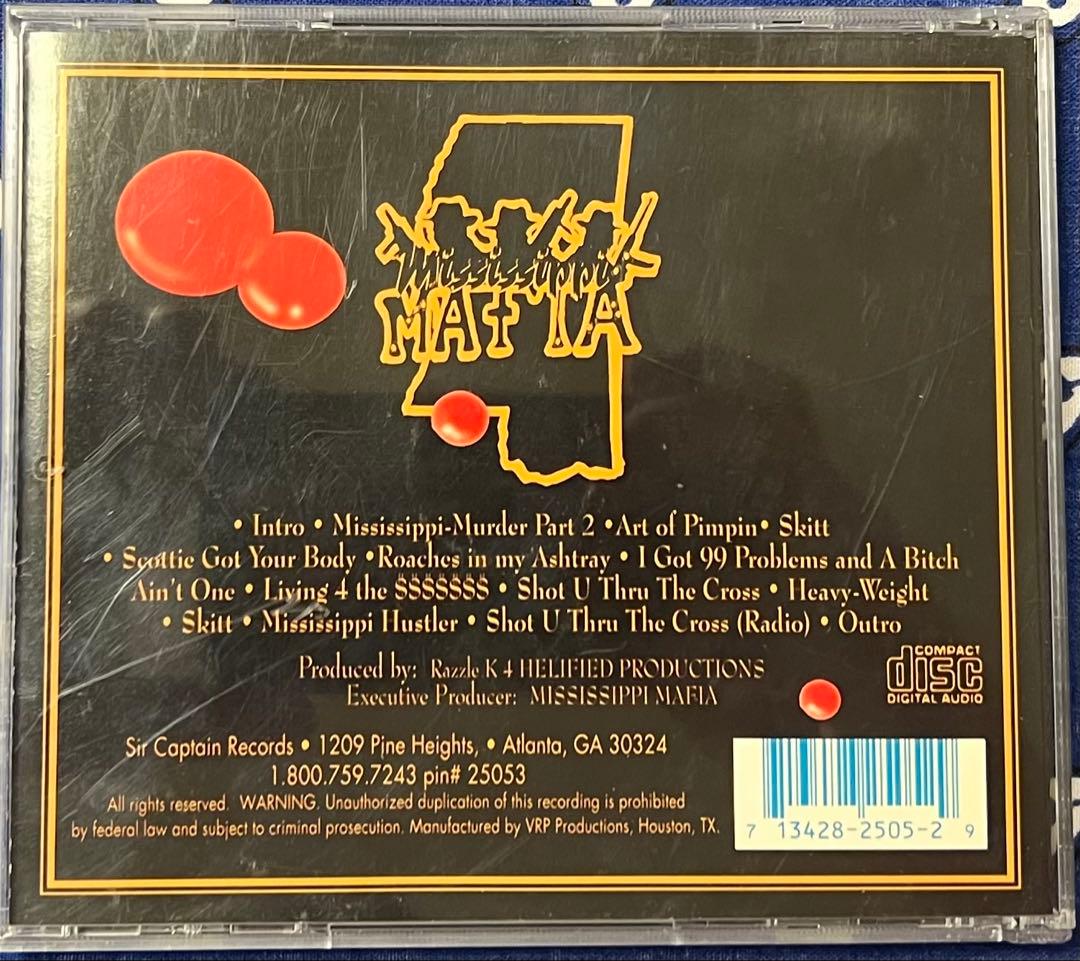 Mississippi
MAFIA
• Intro • Mississippi-Murder Part 2 •Art of Pimpin• Skitt
• Scottie Got Your Body •Roaches in my Ashtray • I Got 99 Problems and A Bitch
Ain't One • Living 4 the $$$$$$$ • Shot U Thru The Cross • Heavy-Weight
• Skitt • Mississippi Hustler • Shot U Thru The Cross (Radio) • Outro
Produced by: Razzle K 4 HELIFIED PRODUCTIONS
Executive Producer: MISSISSIPPI MAFIA
COMPACT
disc
DIGITAL AUDIO
Sir Captain Records • 1209 Pine Heights, • Atlanta, GA 30324
1.800.759.7243 pin# 25053
All rights reserved. WARNING. Unauthorized duplication of this recording is prohibited
by federal law and subject to criminal prosecution. Manufactured by VRP Productions, Houston, TX.
7 13428-2505-2 9